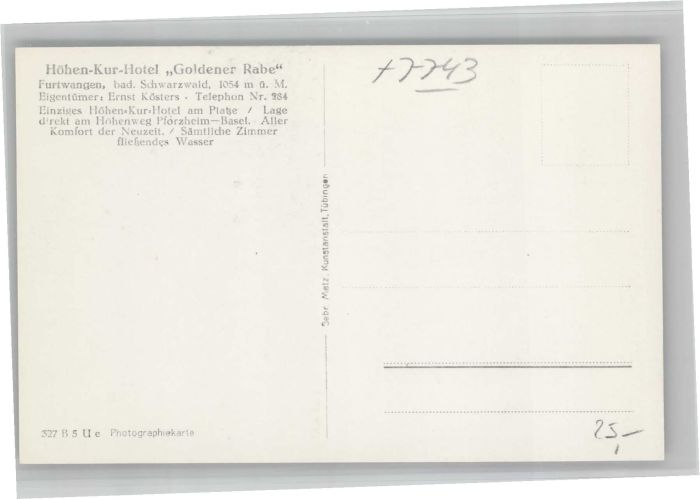 Höhen-Kur-Hotel „Goldener Rabe“
Furtwangen, bad. Schwarzwald, 1054 m ü. M.
Eigentümer: Ernst Kösters · Telephon Nr. 284
Einziges Höhen-Kur-Hotel am Platze / Lage
direkt am Höhenweg Pforzheim—Basel. Aller
Komfort der Neuzeit. / Sämtliche Zimmer
fließendes Wasser
+7743
Gebr. Metz, Kunstanstalt, Tübingen
527 B 5 U e Photographiekarte
25,-